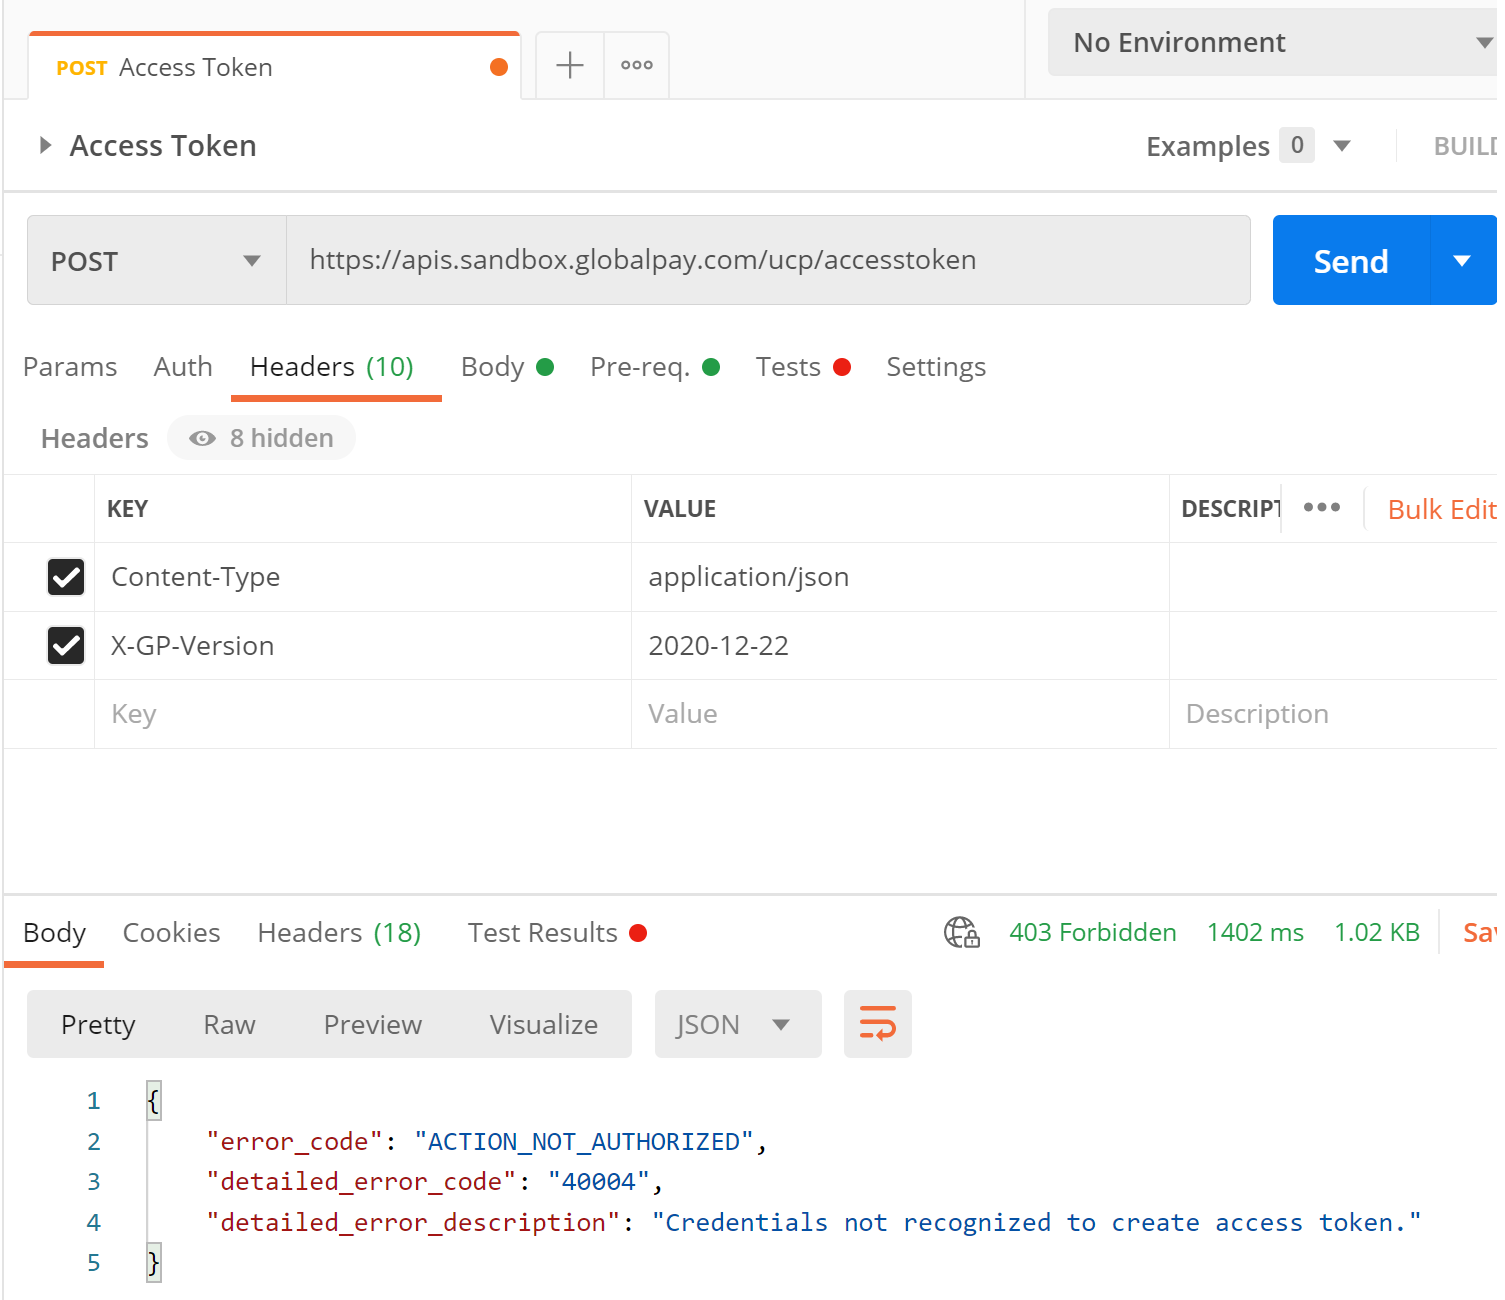 POST Access Token
No Environment
Access Token
Examples 0
POST
https://apis.sandbox.globalpay.com/ucp/accesstoken
Send
Params Auth Headers (10) Body Pre-req. Tests Settings
Headers 8 hidden
KEY VALUE DESCRIPT ••• Bulk Edit
Content-Type application/json
X-GP-Version 2020-12-22
Key Value Description
Body Cookies Headers (18) Test Results 403 Forbidden 1402 ms 1.02 KB
Pretty Raw Preview Visualize JSON
1 {
2 "error_code": "ACTION_NOT_AUTHORIZED",
3 "detailed_error_code": "40004",
4 "detailed_error_description": "Credentials not recognized to create access token."
5 }